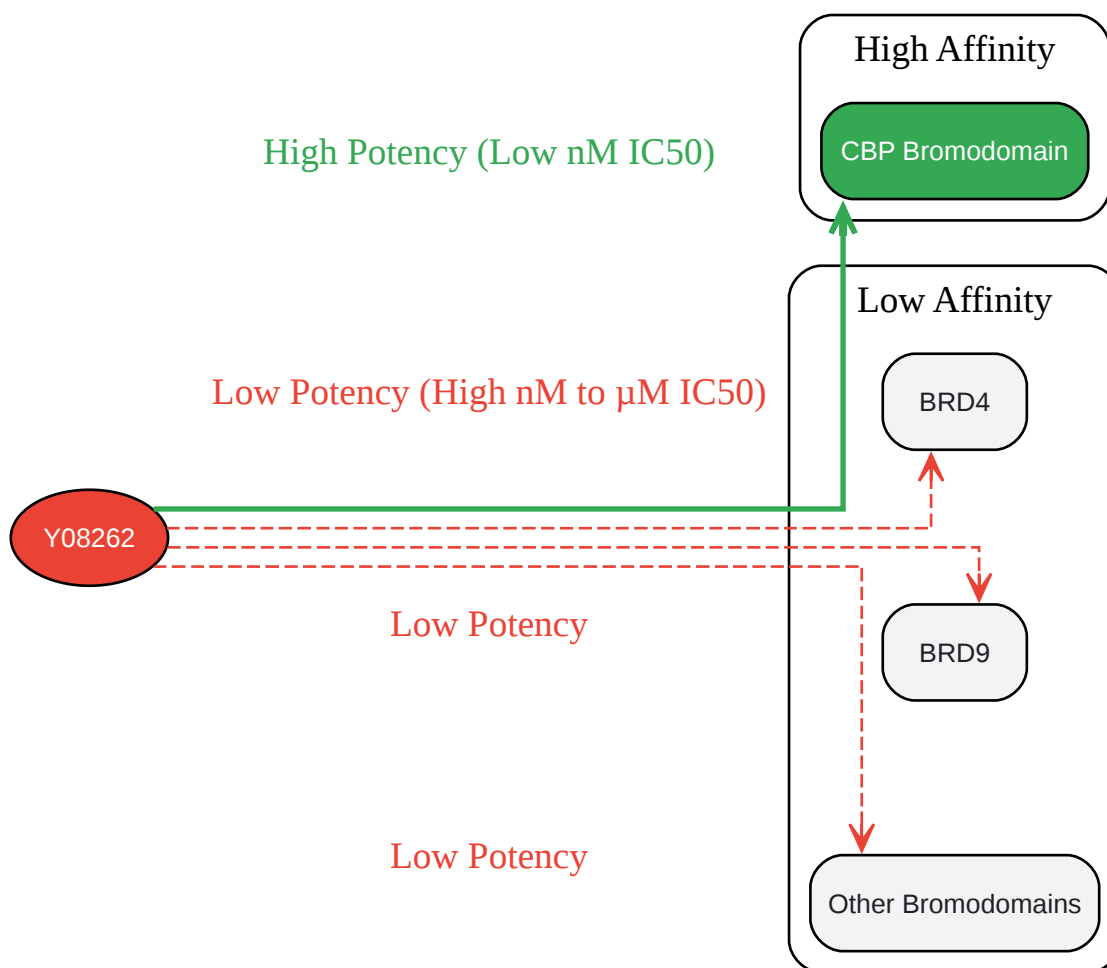 High Affinity
CBP Bromodomain
High Potency (Low nM IC50)
Low Affinity
Low Potency (High nM to µM IC50)
BRD4
Y08262
Low Potency
BRD9
Low Potency
Other Bromodomains